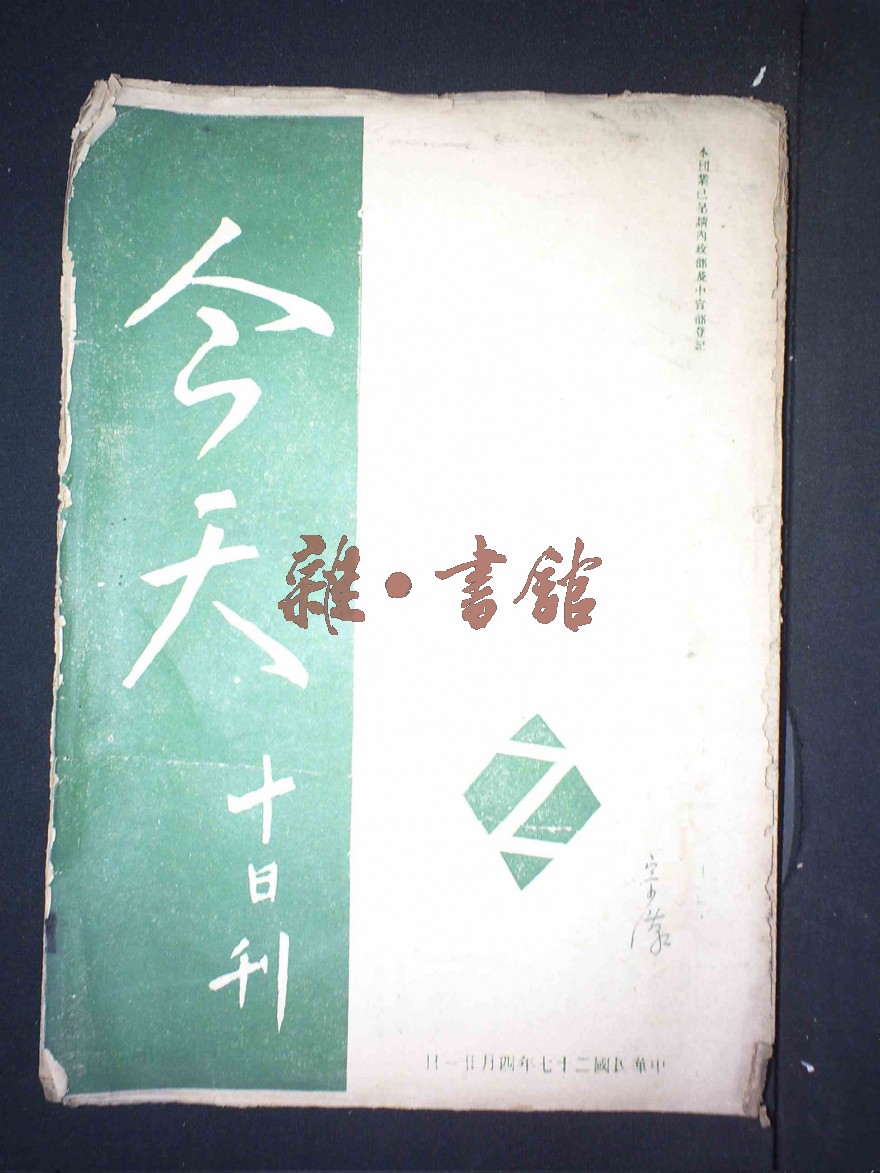 本刊業已呈請內政部及中宣部登記
今天
十日刊
雜·書館
2
中華民國二十七年四月廿一日